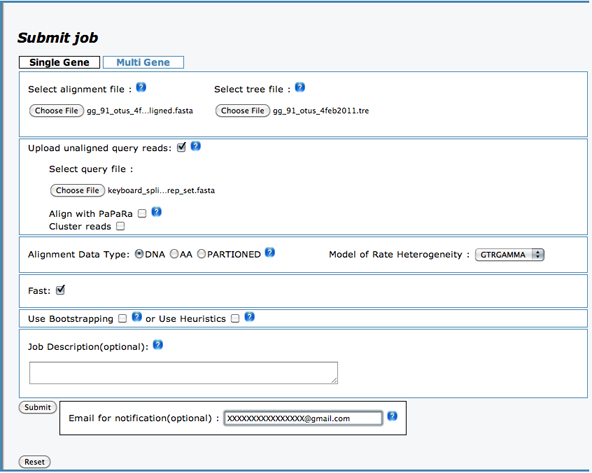 Submit job
Single Gene Multi Gene
Select alignment file : ? Select tree file : ?
Choose File gg_91_otus_4f...ligned.fasta Choose File gg_91_otus_4feb2011.tre
Upload unaligned query reads: ?
Select query file :
Choose File keyboard_spli...rep_set.fasta
Align with PaPaRa ?
Cluster reads
Alignment Data Type: DNA AA PARTIONED ? Model of Rate Heterogeneity : GTRGAMMA
Fast:
Use Bootstrapping ? or Use Heuristics ?
Job Description(optional): ?
Submit
Email for notification(optional) : XXXXXXXXXXXXXXXX@gmail.com ?
Reset